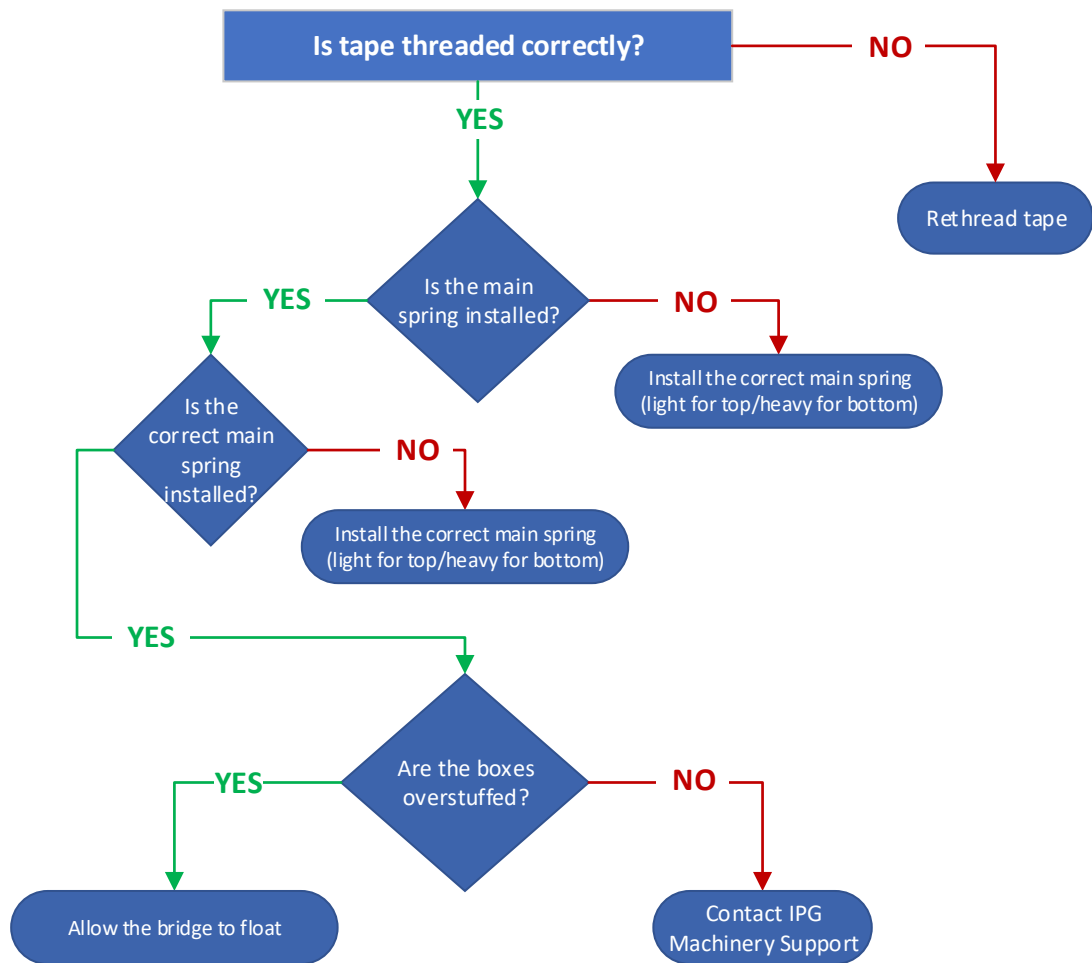 Is tape threaded correctly?
NO
YES
Rethread tape
Is the main
spring installed?
YES
NO
Install the correct main spring
(light for top/heavy for bottom)
Is the
correct main
spring
installed?
NO
Install the correct main spring
(light for top/heavy for bottom)
YES
Are the boxes
overstuffed?
YES
NO
Allow the bridge to float
Contact IPG
Machinery Support